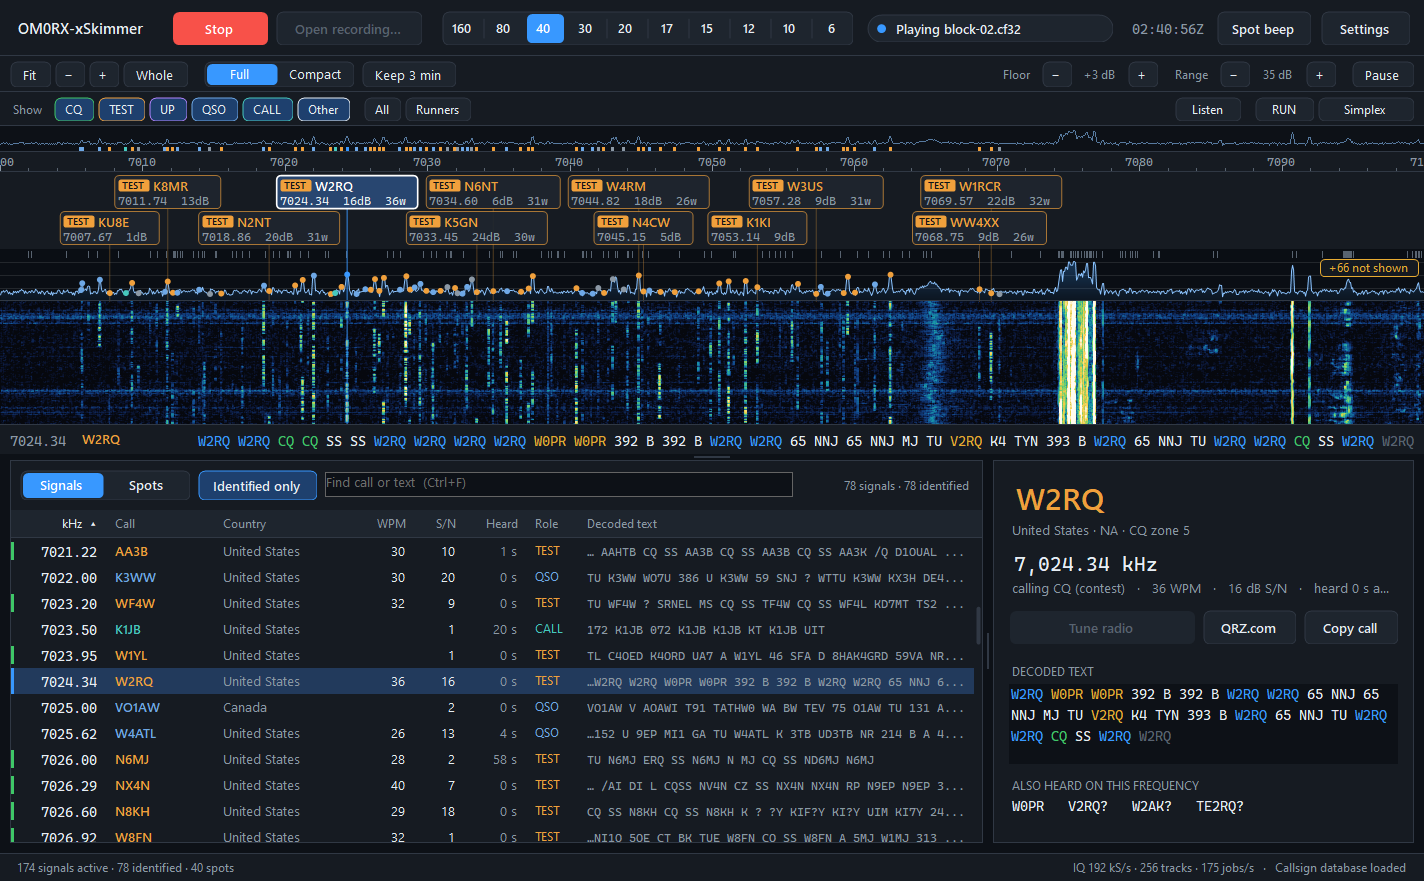 OM0RX-xSkimmer Stop Open recording... 160 80 40 30 20 17 15 12 10 6 Playing block-02.cf32 02:40:56Z Spot beep Settings
Fit − + Whole Full Compact Keep 3 min Floor − +3 dB + Range − 35 dB + Pause
Show CQ TEST UP QSO CALL Other All Runners Listen RUN Simplex
00 7010 7020 7030 7040 7050 7060 7070 7080 7090 71
TEST K8MR TEST W2RQ TEST N6NT TEST W4RM TEST W3US TEST W1RCR
7011.74 13dB 7024.34 16dB 36w 7034.60 6dB 31w 7044.82 18dB 26w 7057.28 9dB 31w 7069.57 22dB 32w
TEST KU8E TEST N2NT TEST K5GN TEST N4CW TEST K1KI TEST WW4XX
7007.67 1dB 7018.86 20dB 31w 7033.45 24dB 30w 7045.15 5dB 7053.14 9dB 7068.75 9dB 26w
+66 not shown
7024.34 W2RQ W2RQ W2RQ CQ CQ SS SS W2RQ W2RQ W2RQ W2RQ W0PR W0PR 392 B 392 B W2RQ W2RQ 65 NNJ 65 NNJ MJ TU V2RQ K4 TYN 393 B W2RQ 65 NNJ TU W2RQ W2RQ CQ SS W2RQ W2RQ
Signals Spots Identified only Find call or text (Ctrl+F) 78 signals · 78 identified
kHz ▲ Call Country WPM S/N Heard Role Decoded text
7021.22 AA3B United States 30 10 1 s TEST … AAHTB CQ SS AA3B CQ SS AA3B CQ SS AA3K /Q D1OUAL ...
7022.00 K3WW United States 30 20 0 s QSO TU K3WW WO7U 386 U K3WW 59 SNJ ? WTTU K3WW KX3H DE4...
7023.20 WF4W United States 32 9 0 s TEST TU WF4W ? SRNEL MS CQ SS TF4W CQ SS WF4L KD7MT TS2 ...
7023.50 K1JB United States 1 20 s CALL 172 K1JB 072 K1JB K1JB KT K1JB UIT
7023.95 W1YL United States 1 0 s TEST TL C4OED K4ORD UA7 A W1YL 46 SFA D 8HAK4GRD 59VA NR...
7024.34 W2RQ United States 36 16 0 s TEST …W2RQ W2RQ W0PR W0PR 392 B 392 B W2RQ W2RQ 65 NNJ 6...
7025.00 VO1AW Canada 2 0 s QSO VO1AW V AOAWI T91 TATHW0 WA BW TEV 75 O1AW TU 131 A...
7025.62 W4ATL United States 26 13 4 s QSO …152 U 9EP MI1 GA TU W4ATL K 3TB UD3TB NR 214 B A 4...
7026.00 N6MJ United States 28 2 58 s TEST TU N6MJ ERQ SS N6MJ N MJ CQ SS ND6MJ N6MJ
7026.29 NX4N United States 40 7 0 s TEST … /AI DI L CQSS NV4N CZ SS NX4N NX4N RP N9EP N9EP 3...
7026.60 N8KH United States 29 18 0 s TEST CQ SS N8KH CQ SS N8KH K ? ?Y KIF?Y KI?Y UIM KI7Y 24...
7026.92 W8FN United States 32 1 0 s TEST …NI1O 5OE CT BK TUE W8FN CO SS W8FN A 5MJ W1MJ 313 ...
W2RQ
United States · NA · CQ zone 5
7,024.34 kHz
calling CQ (contest) · 36 WPM · 16 dB S/N · heard 0 s a...
Tune radio QRZ.com Copy call
DECODED TEXT
W2RQ W0PR W0PR 392 B 392 B W2RQ W2RQ 65 NNJ 65
NNJ MJ TU V2RQ K4 TYN 393 B W2RQ 65 NNJ TU W2RQ
W2RQ CQ SS W2RQ W2RQ
ALSO HEARD ON THIS FREQUENCY
W0PR V2RQ? W2AK? TE2RQ?
174 signals active · 78 identified · 40 spots IQ 192 kS/s · 256 tracks · 175 jobs/s · Callsign database loaded